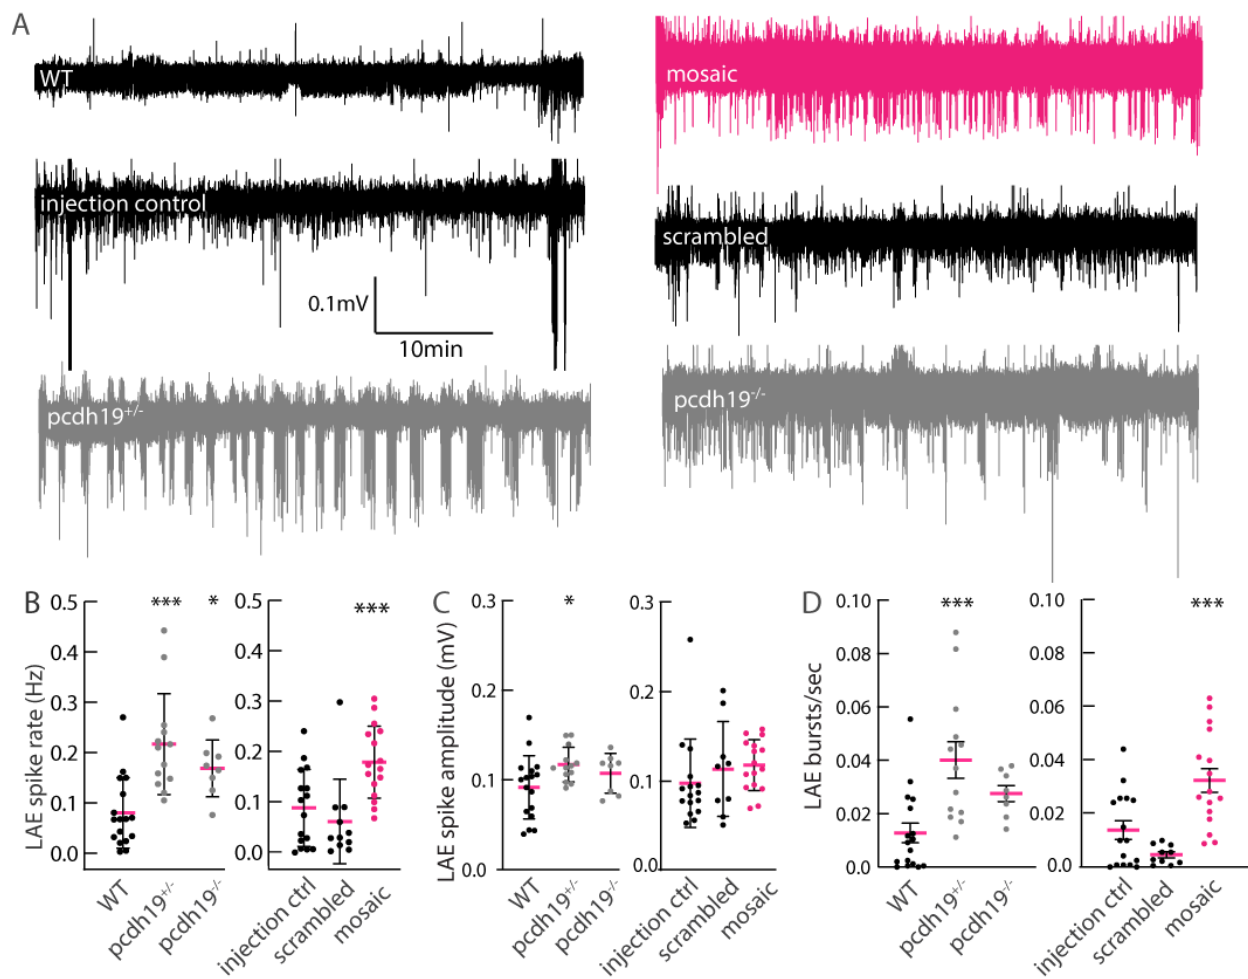 A
WT
mosaic
injection control
scrambled
0.1mV
10min
pcdh19+/-
pcdh19-/-
B
LAE spike rate (Hz)
0.5
0.4
0.3
0.2
0.1
0.0
***
*
WT
pcdh19+/-
pcdh19-/-
0.5
0.4
0.3
0.2
0.1
0.0
***
injection ctrl
scrambled
mosaic
C
LAE spike amplitude (mV)
0.3
0.2
0.1
0.0
*
WT
pcdh19+/-
pcdh19-/-
0.3
0.2
0.1
0.0
injection ctrl
scrambled
mosaic
D
LAE bursts/sec
0.10
0.08
0.06
0.04
0.02
0.00
***
WT
pcdh19+/-
pcdh19-/-
0.10
0.08
0.06
0.04
0.02
0.00
***
injection ctrl
scrambled
mosaic